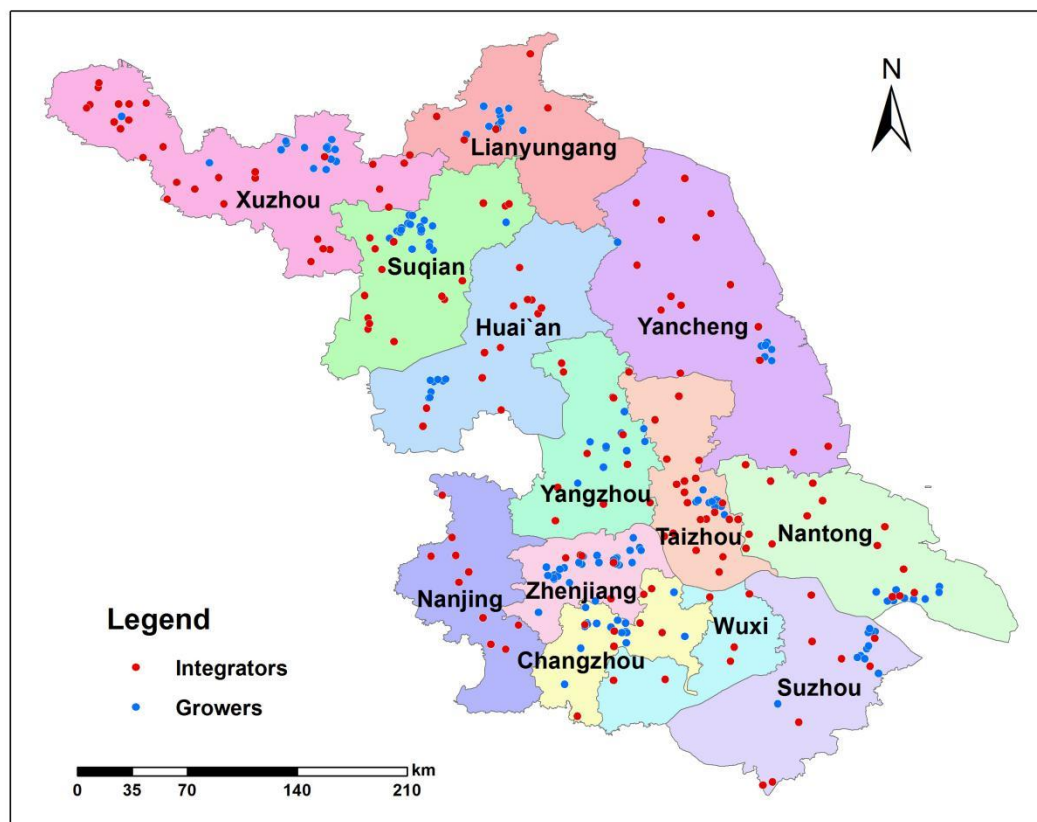 N
Lianyungang
Xuzhou
Suqian
Huai`an
Yancheng
Yangzhou
Taizhou
Nantong
Nanjing
Zhenjiang
Wuxi
Changzhou
Suzhou
Legend
Integrators
Growers
km
0 35 70 140 210